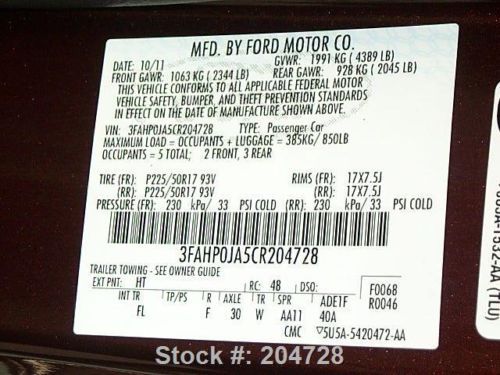 MFD. BY FORD MOTOR CO.
DATE: 10/11 GVWR: 1991 KG ( 4389 LB)
FRONT GAWR: 1063 KG ( 2344 LB) REAR GAWR: 928 KG ( 2045 LB)
THIS VEHICLE CONFORMS TO ALL APPLICABLE FEDERAL MOTOR
VEHICLE SAFETY, BUMPER, AND THEFT PREVENTION STANDARDS
IN EFFECT ON THE DATE OF MANUFACTURE SHOWN ABOVE.
VIN: 3FAHP0JA5CR204728 TYPE: Passenger Car
MAXIMUM LOAD = OCCUPANTS + LUGGAGE = 385KG/ 850LB
OCCUPANTS = 5 TOTAL; 2 FRONT, 3 REAR
TIRE (FR): P225/50R17 93V RIMS (FR): 17X7.5J
(RR): P225/50R17 93V (RR): 17X7.5J
PRESSURE (FR): 230 kPa/ 33 PSI COLD (RR): 230 kPa/ 33 PSI COLD
3FAHP0JA5CR204728
TRAILER TOWING - SEE OWNER GUIDE
EXT PNT: HT RC: 48 DSO: F0068
INT TR TP/PS R AXLE TR SPR ADE1F R0046
FL F 30 W AA11 40A
CMC 5U5A-5420472-AA
Stock #: 204728